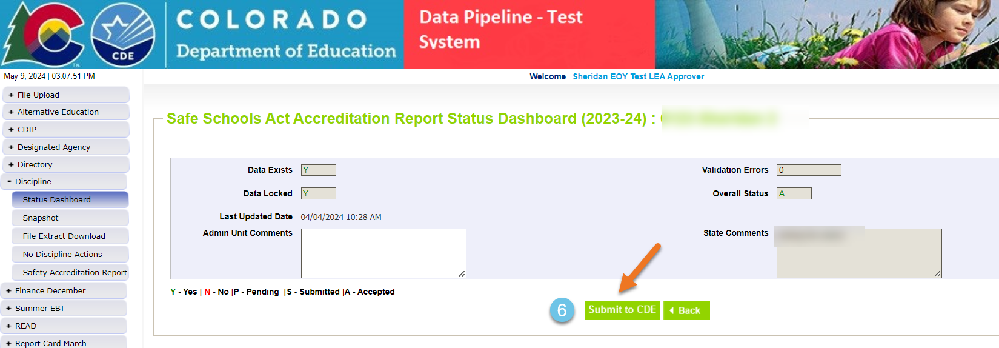 COLORADO
Department of Education
CDE
TM
Data Pipeline - Test
System
May 9, 2024 | 03:07:51 PM
Welcome Sheridan EOY Test LEA Approver
+ File Upload
+ Alternative Education
+ CDIP
+ Designated Agency
+ Directory
- Discipline
Status Dashboard
Snapshot
File Extract Download
No Discipline Actions
Safety Accreditation Report
+ Finance December
+ Summer EBT
+ READ
+ Report Card March
Safe Schools Act Accreditation Report Status Dashboard (2023-24) :
Data Exists Y
Validation Errors 0
Data Locked Y
Overall Status A
Last Updated Date 04/04/2024 10:28 AM
Admin Unit Comments
State Comments
Y - Yes | N - No |P - Pending |S - Submitted |A - Accepted
6
Submit to CDE
Back